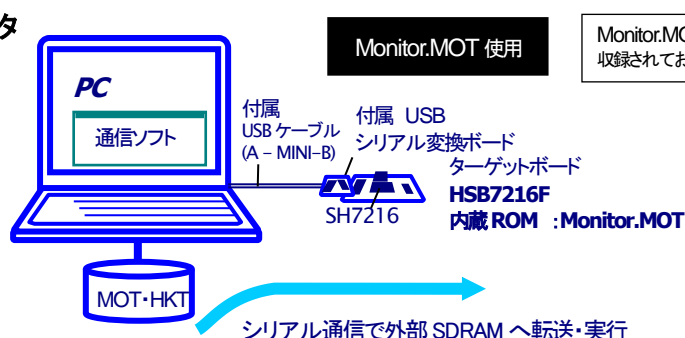 タ
Monitor.MOT 使用
Monitor.MO
収録されてお
PC
通信ソフト
付属
USB ケーブル
(A – MINI–B)
付属 USB
シリアル変換ボード
ターゲットボード
HSB7216F
内蔵 ROM ：Monitor.MOT
SH7216
MOT・HKT
シリアル通信で外部 SDRAM へ転送・実行